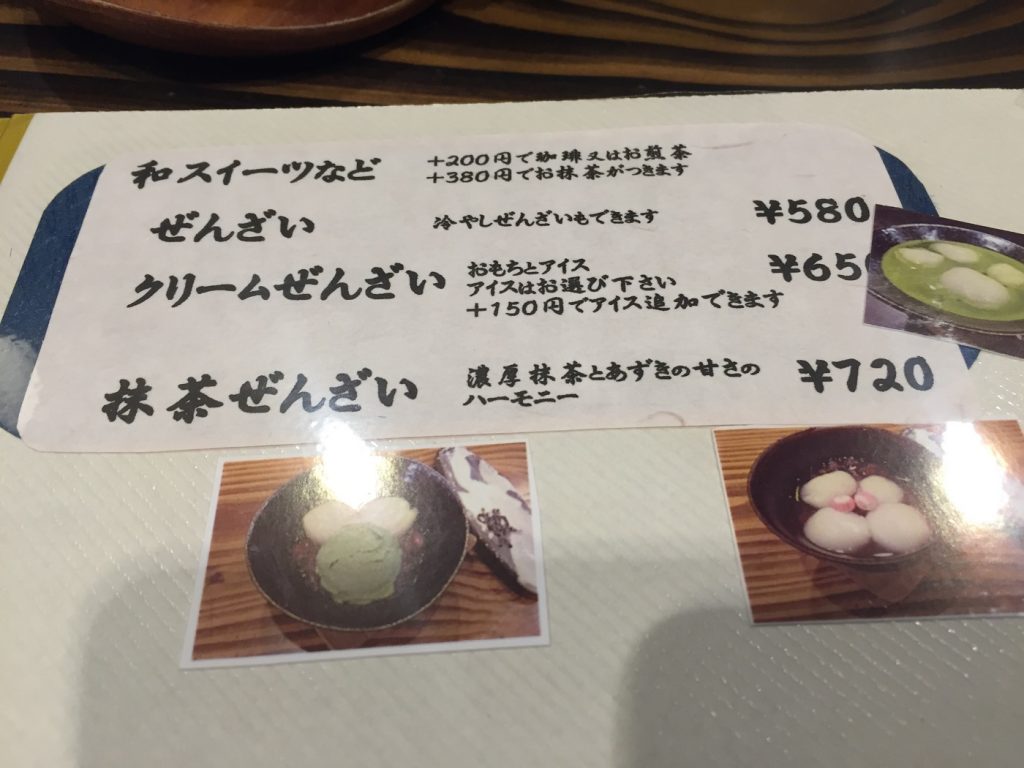 和スイーツなど
+200円で珈琲又はお煎茶
+380円でお抹茶がつきます
ぜんざい 冷やしぜんざいもできます ¥580
クリームぜんざい ¥650
おもちとアイス
アイスはお選び下さい
+150円でアイス追加できます
抹茶ぜんざい ¥720
濃厚抹茶とあずきの甘さの
ハーモニー